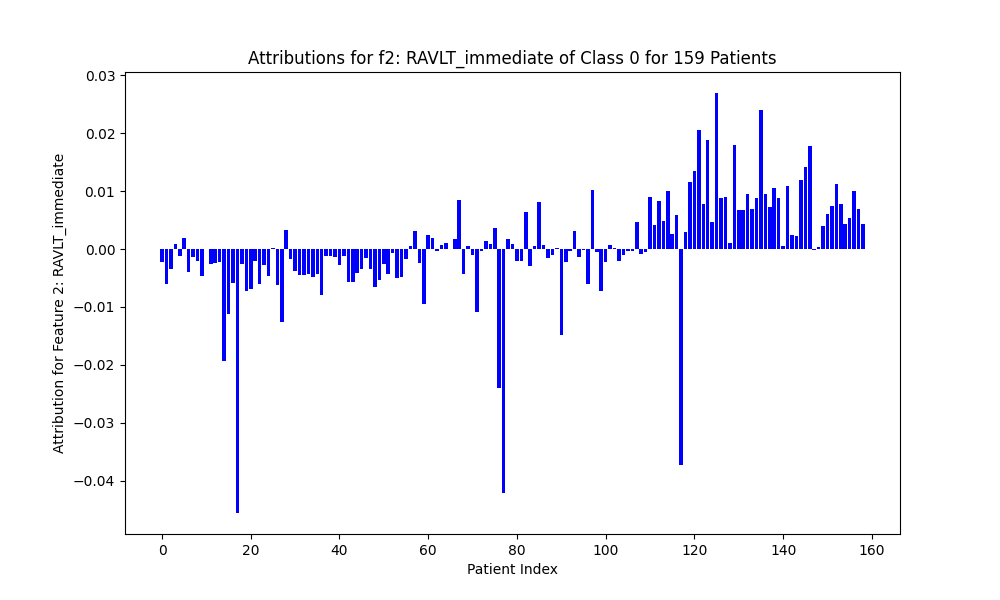 Attributions for f2: RAVLT_immediate of Class 0 for 159 Patients
Attribution for Feature 2: RAVLT_immediate
0.03
0.02
0.01
0.00
−0.01
−0.02
−0.03
−0.04
0 20 40 60 80 100 120 140 160
Patient Index